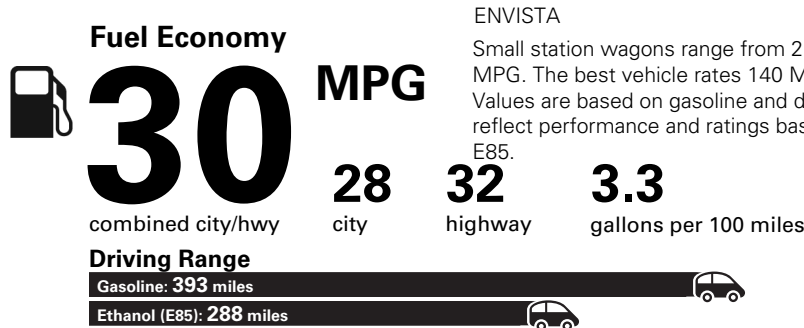 ENVISTA
Fuel Economy
30
MPG
Small station wagons range from
MPG. The best vehicle rates 140
Values are based on gasoline and
reflect performance and ratings
E85.
combined city/hwy
28
city
32
highway
3.3
gallons per 100 miles
Driving Range
Gasoline: 393 miles
Ethanol (E85): 288 miles